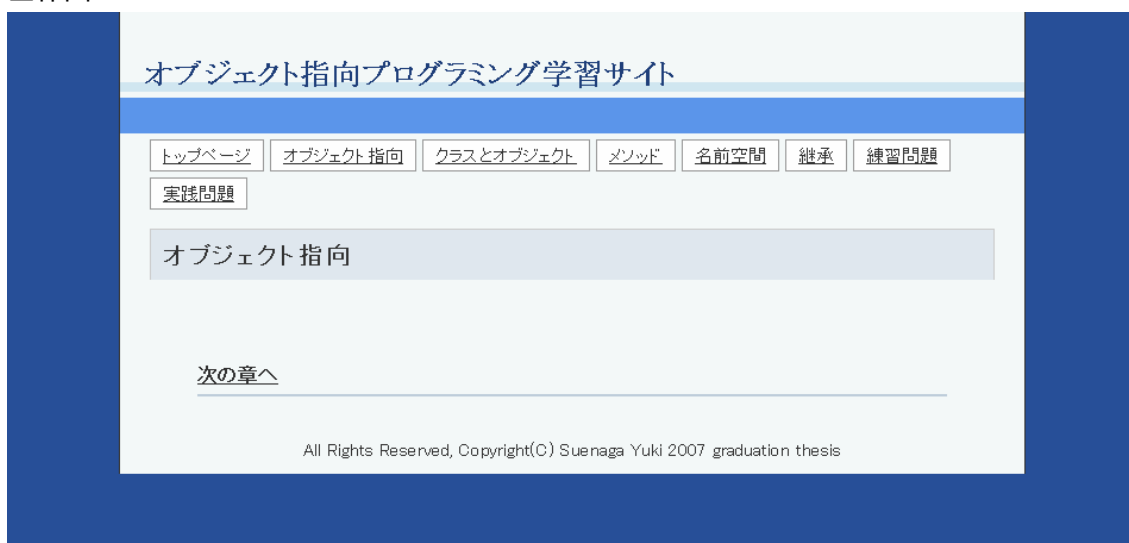 オブジェクト指向プログラミング学習サイト
トップページ オブジェクト指向 クラスとオブジェクト メソッド 名前空間 継承 練習問題
実践問題
オブジェクト指向
次の章へ
All Rights Reserved, Copyright(C) Suenaga Yuki 2007 graduation thesis